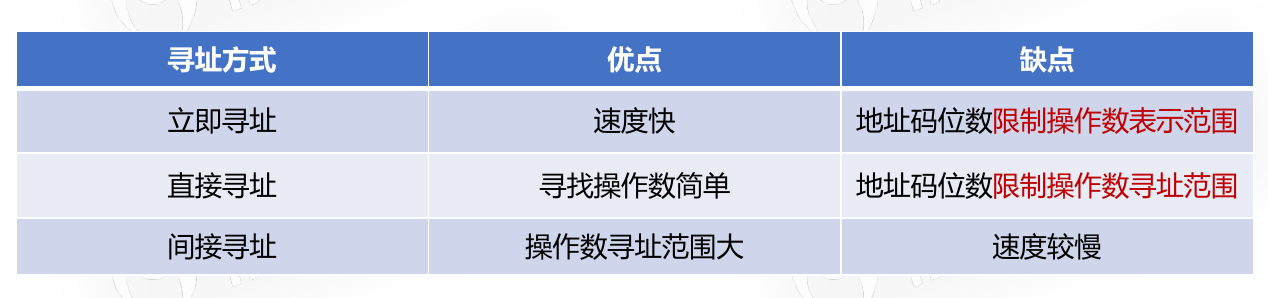 寻址方式 优点 缺点
立即寻址 速度快 地址码位数限制操作数表示范围
直接寻址 寻找操作数简单 地址码位数限制操作数寻址范围
间接寻址 操作数寻址范围大 速度较慢